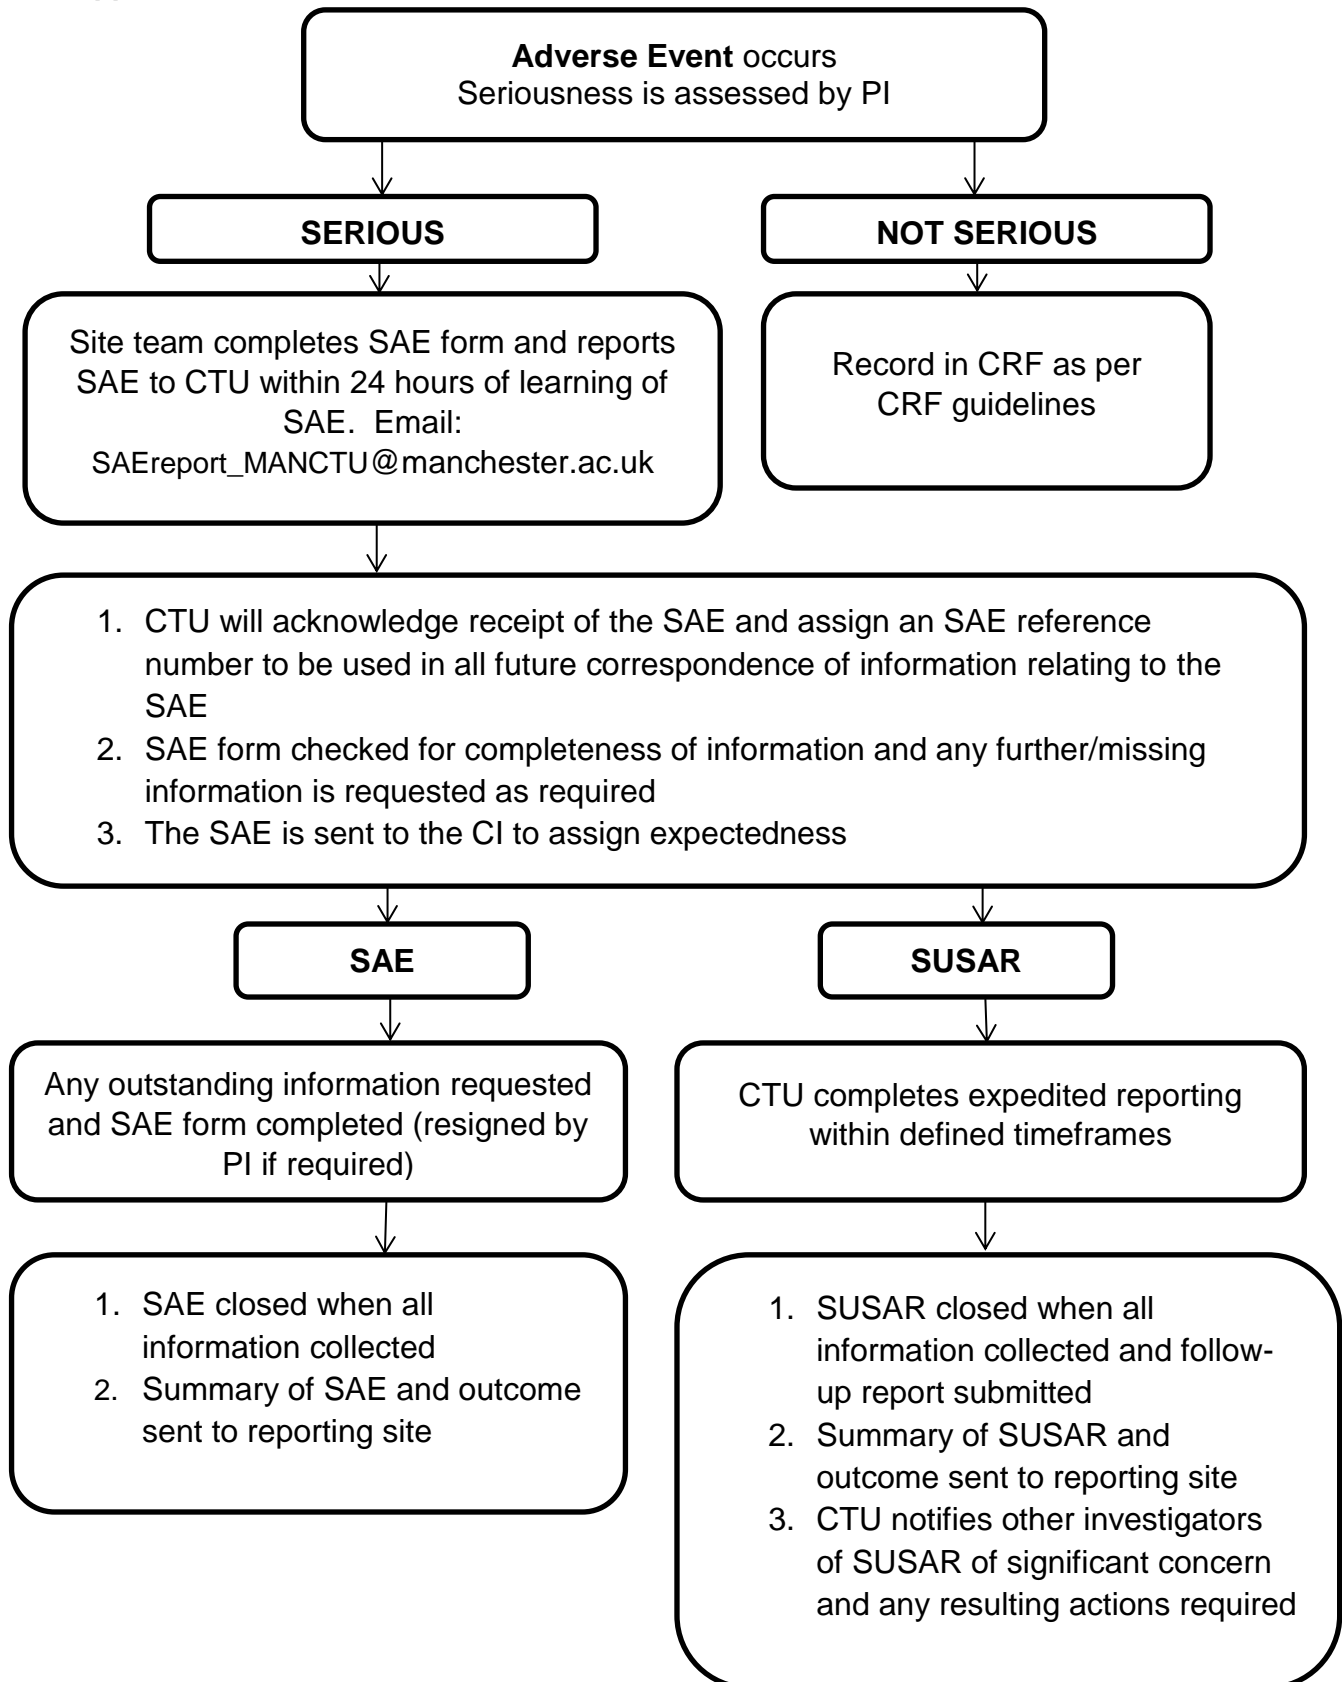 Adverse Event occurs
Seriousness is assessed by PI
SERIOUS
NOT SERIOUS
Site team completes SAE form and reports
SAE to CTU within 24 hours of learning of
SAE.  Email:
SAEreport_MANCTU@manchester.ac.uk
Record in CRF as per
CRF guidelines
1. CTU will acknowledge receipt of the SAE and assign an SAE reference
number to be used in all future correspondence of information relating to the
SAE
2. SAE form checked for completeness of information and any further/missing
information is requested as required
3. The SAE is sent to the CI to assign expectedness
SAE
SUSAR
Any outstanding information requested
and SAE form completed (resigned by
PI if required)
CTU completes expedited reporting
within defined timeframes
1. SAE closed when all
information collected
2. Summary of SAE and outcome
sent to reporting site
1. SUSAR closed when all
information collected and follow-
up report submitted
2. Summary of SUSAR and
outcome sent to reporting site
3. CTU notifies other investigators
of SUSAR of significant concern
and any resulting actions required